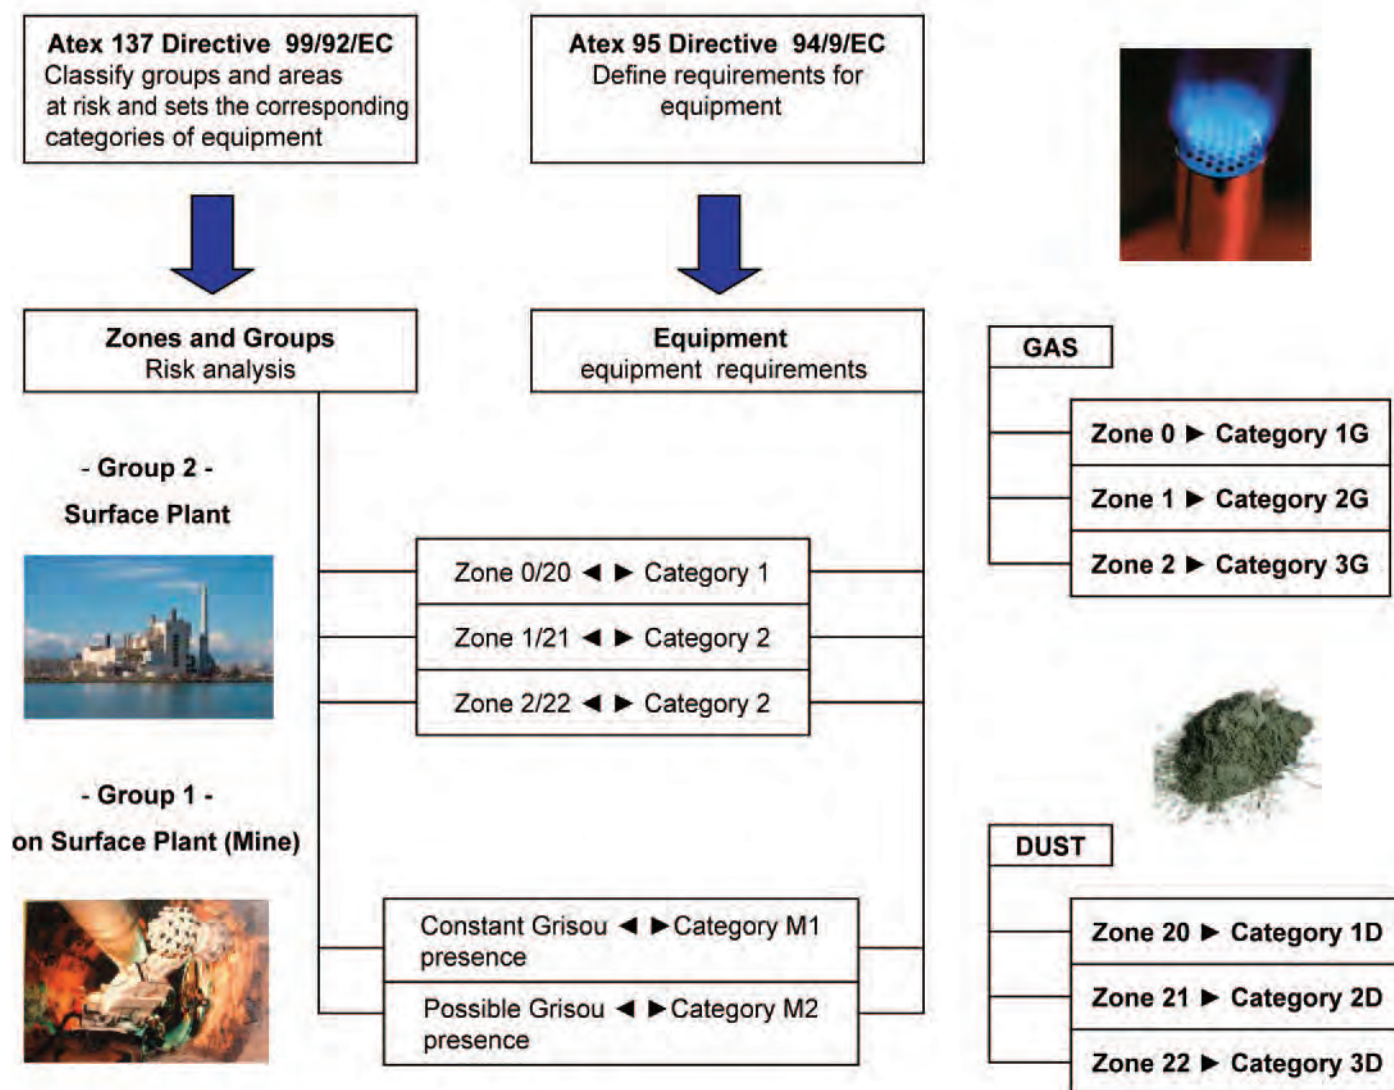 Atex 137 Directive 99/92/EC
Classify groups and areas
at risk and sets the corresponding
categories of equipment
Atex 95 Directive 94/9/EC
Define requirements for
equipment
Zones and Groups
Risk analysis
Equipment
equipment requirements
- Group 2 -
Surface Plant
Zone 0/20 ◄ ► Category 1
Zone 1/21 ◄ ► Category 2
Zone 2/22 ◄ ► Category 2
- Group 1 -
on Surface Plant (Mine)
Constant Grisou ◄ ►Category M1
presence
Possible Grisou ◄ ►Category M2
presence
GAS
Zone 0 ► Category 1G
Zone 1 ► Category 2G
Zone 2 ► Category 3G
DUST
Zone 20 ► Category 1D
Zone 21 ► Category 2D
Zone 22 ► Category 3D